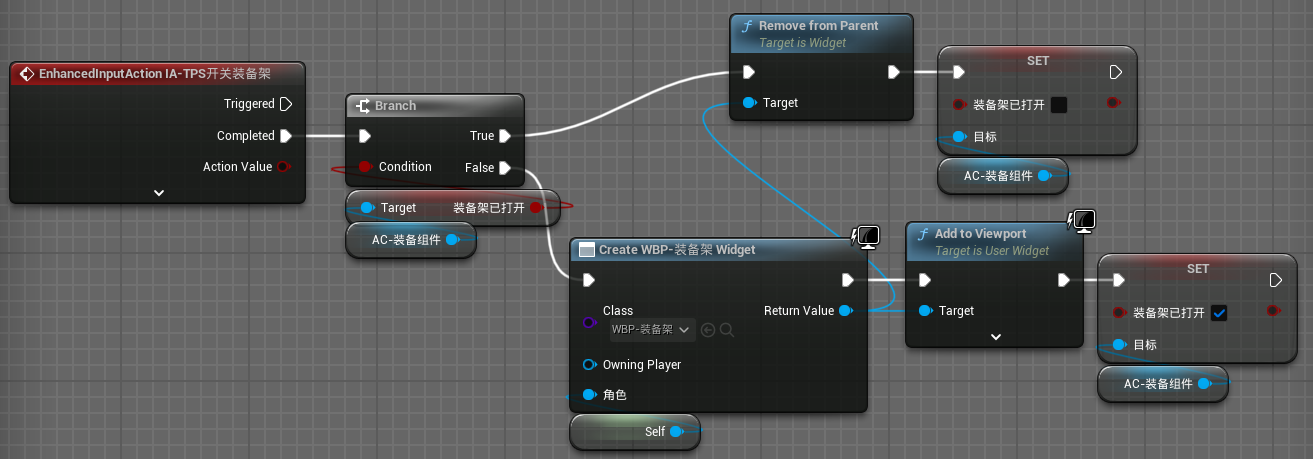 EnhancedInputAction IA-TPS开关装备架
Triggered
Completed
Action Value
Branch
True
Condition
False
Target
装备架已打开
AC-装备组件
Remove from Parent
Target is Widget
Target
SET
装备架已打开
目标
AC-装备组件
Create WBP-装备架 Widget
Class
WBP-装备架
Return Value
Owning Player
角色
Self
Add to Viewport
Target is User Widget
Target
SET
装备架已打开
目标
AC-装备组件